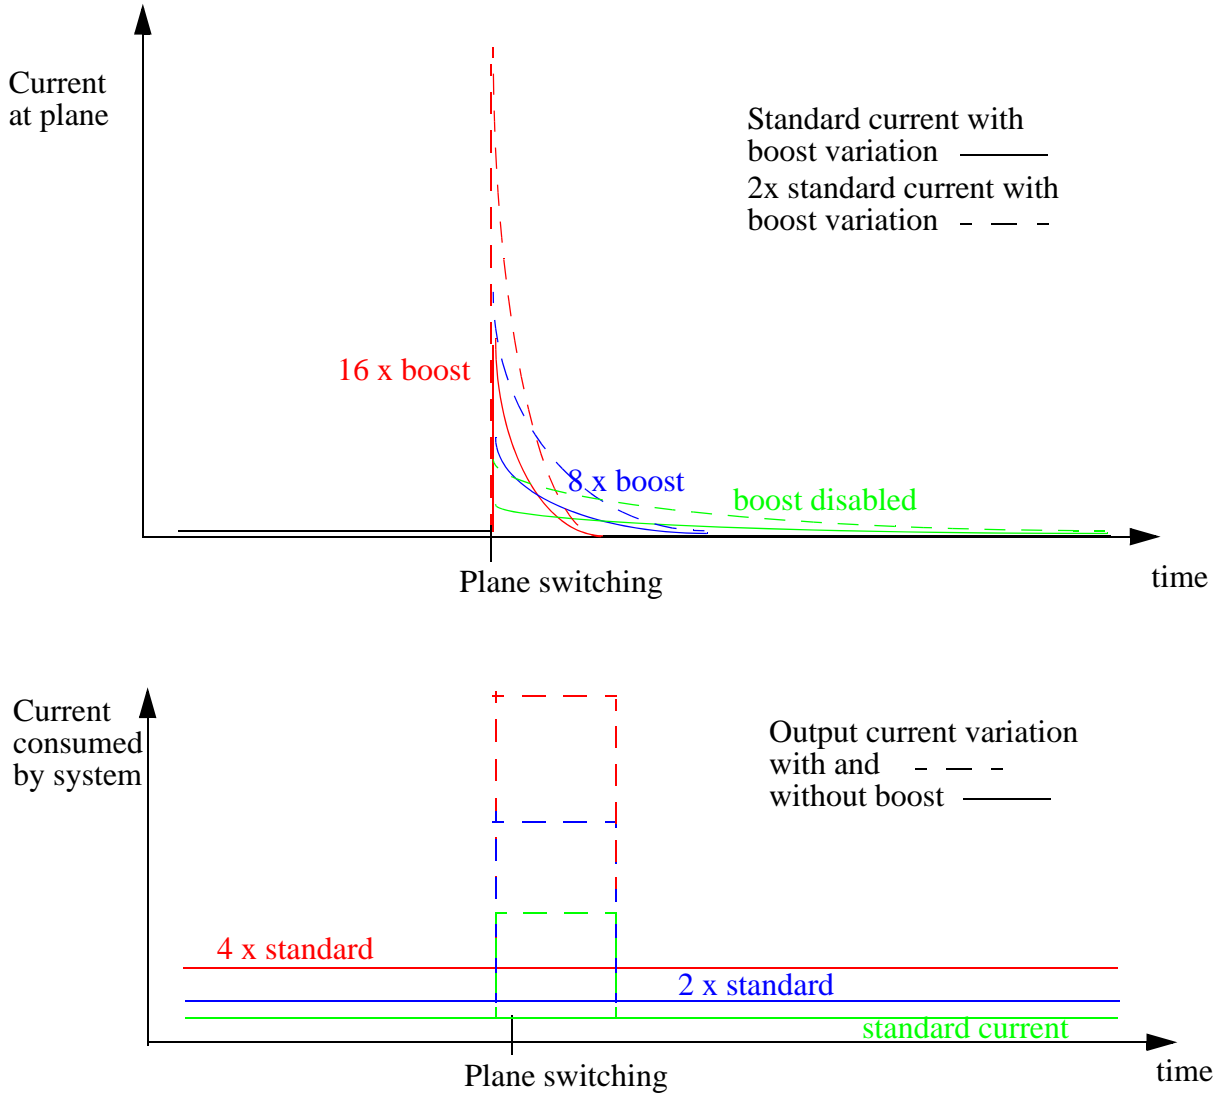 Current
at plane
Standard current with
boost variation
2x standard current with
boost variation
16 x boost
8 x boost
boost disabled
Plane switching
time
Current
consumed
by system
Output current variation
with and
without boost
4 x standard
2 x standard
standard current
Plane switching
time